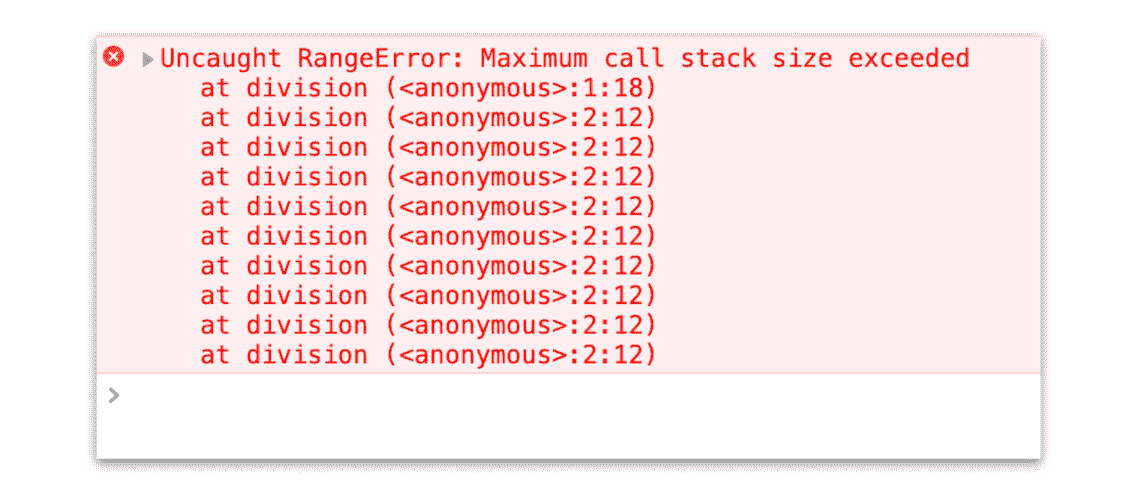 Uncaught RangeError: Maximum call stack size exceeded
at division (<anonymous>:1:18)
at division (<anonymous>:2:12)
at division (<anonymous>:2:12)
at division (<anonymous>:2:12)
at division (<anonymous>:2:12)
at division (<anonymous>:2:12)
at division (<anonymous>:2:12)
at division (<anonymous>:2:12)
at division (<anonymous>:2:12)
at division (<anonymous>:2:12)
>